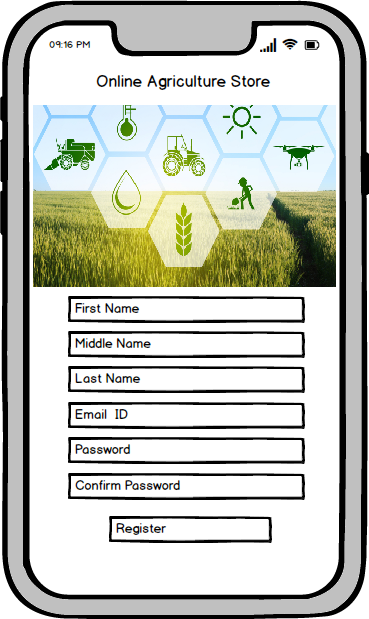 09:16 PM
Online Agriculture Store
First Name
Middle Name
Last Name
Email ID
Password
Confirm Password
Register